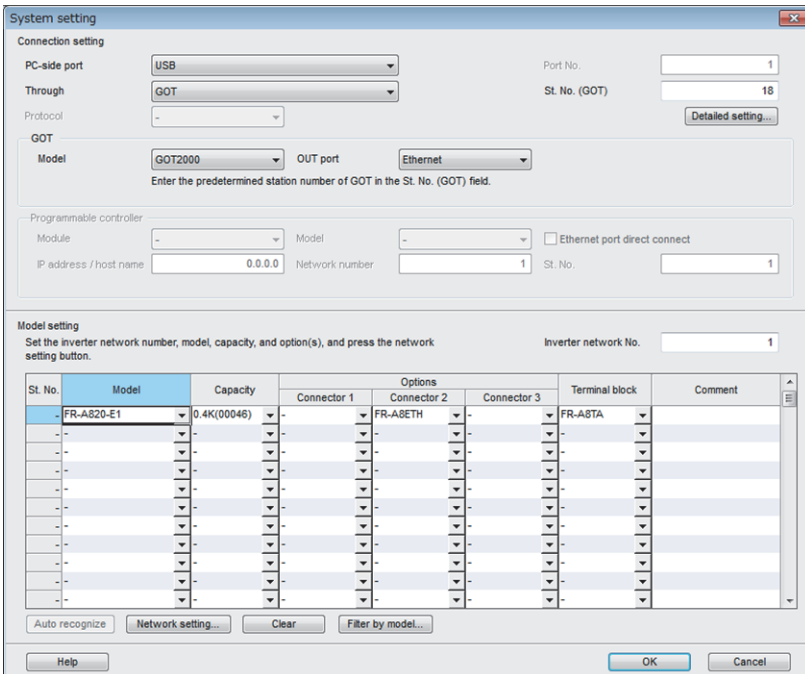 System setting
Connection setting
PC-side port USB Port No. 1
Through GOT St. No. (GOT) 18
Protocol - Detailed setting...
GOT
Model GOT2000 OUT port Ethernet
Enter the predetermined station number of GOT in the St. No. (GOT) field.
Programmable controller
Module - Model - Ethernet port direct connect
IP address / host name 0.0.0.0 Network number 1 St. No. 1
Model setting
Set the inverter network number, model, capacity, and option(s), and press the network Inverter network No. 1
setting button.
St. No. Model Capacity Options Terminal block Comment
Connector 1 Connector 2 Connector 3
- FR-A820-E1 0.4K(00046) - FR-A8ETH - FR-A8TA
- - - - - - -
- - - - - - -
- - - - - - -
- - - - - - -
- - - - - - -
- - - - - - -
- - - - - - -
- - - - - - -
- - - - - - -
- - - - - - -
Auto recognize Network setting... Clear Filter by model...
Help OK Cancel